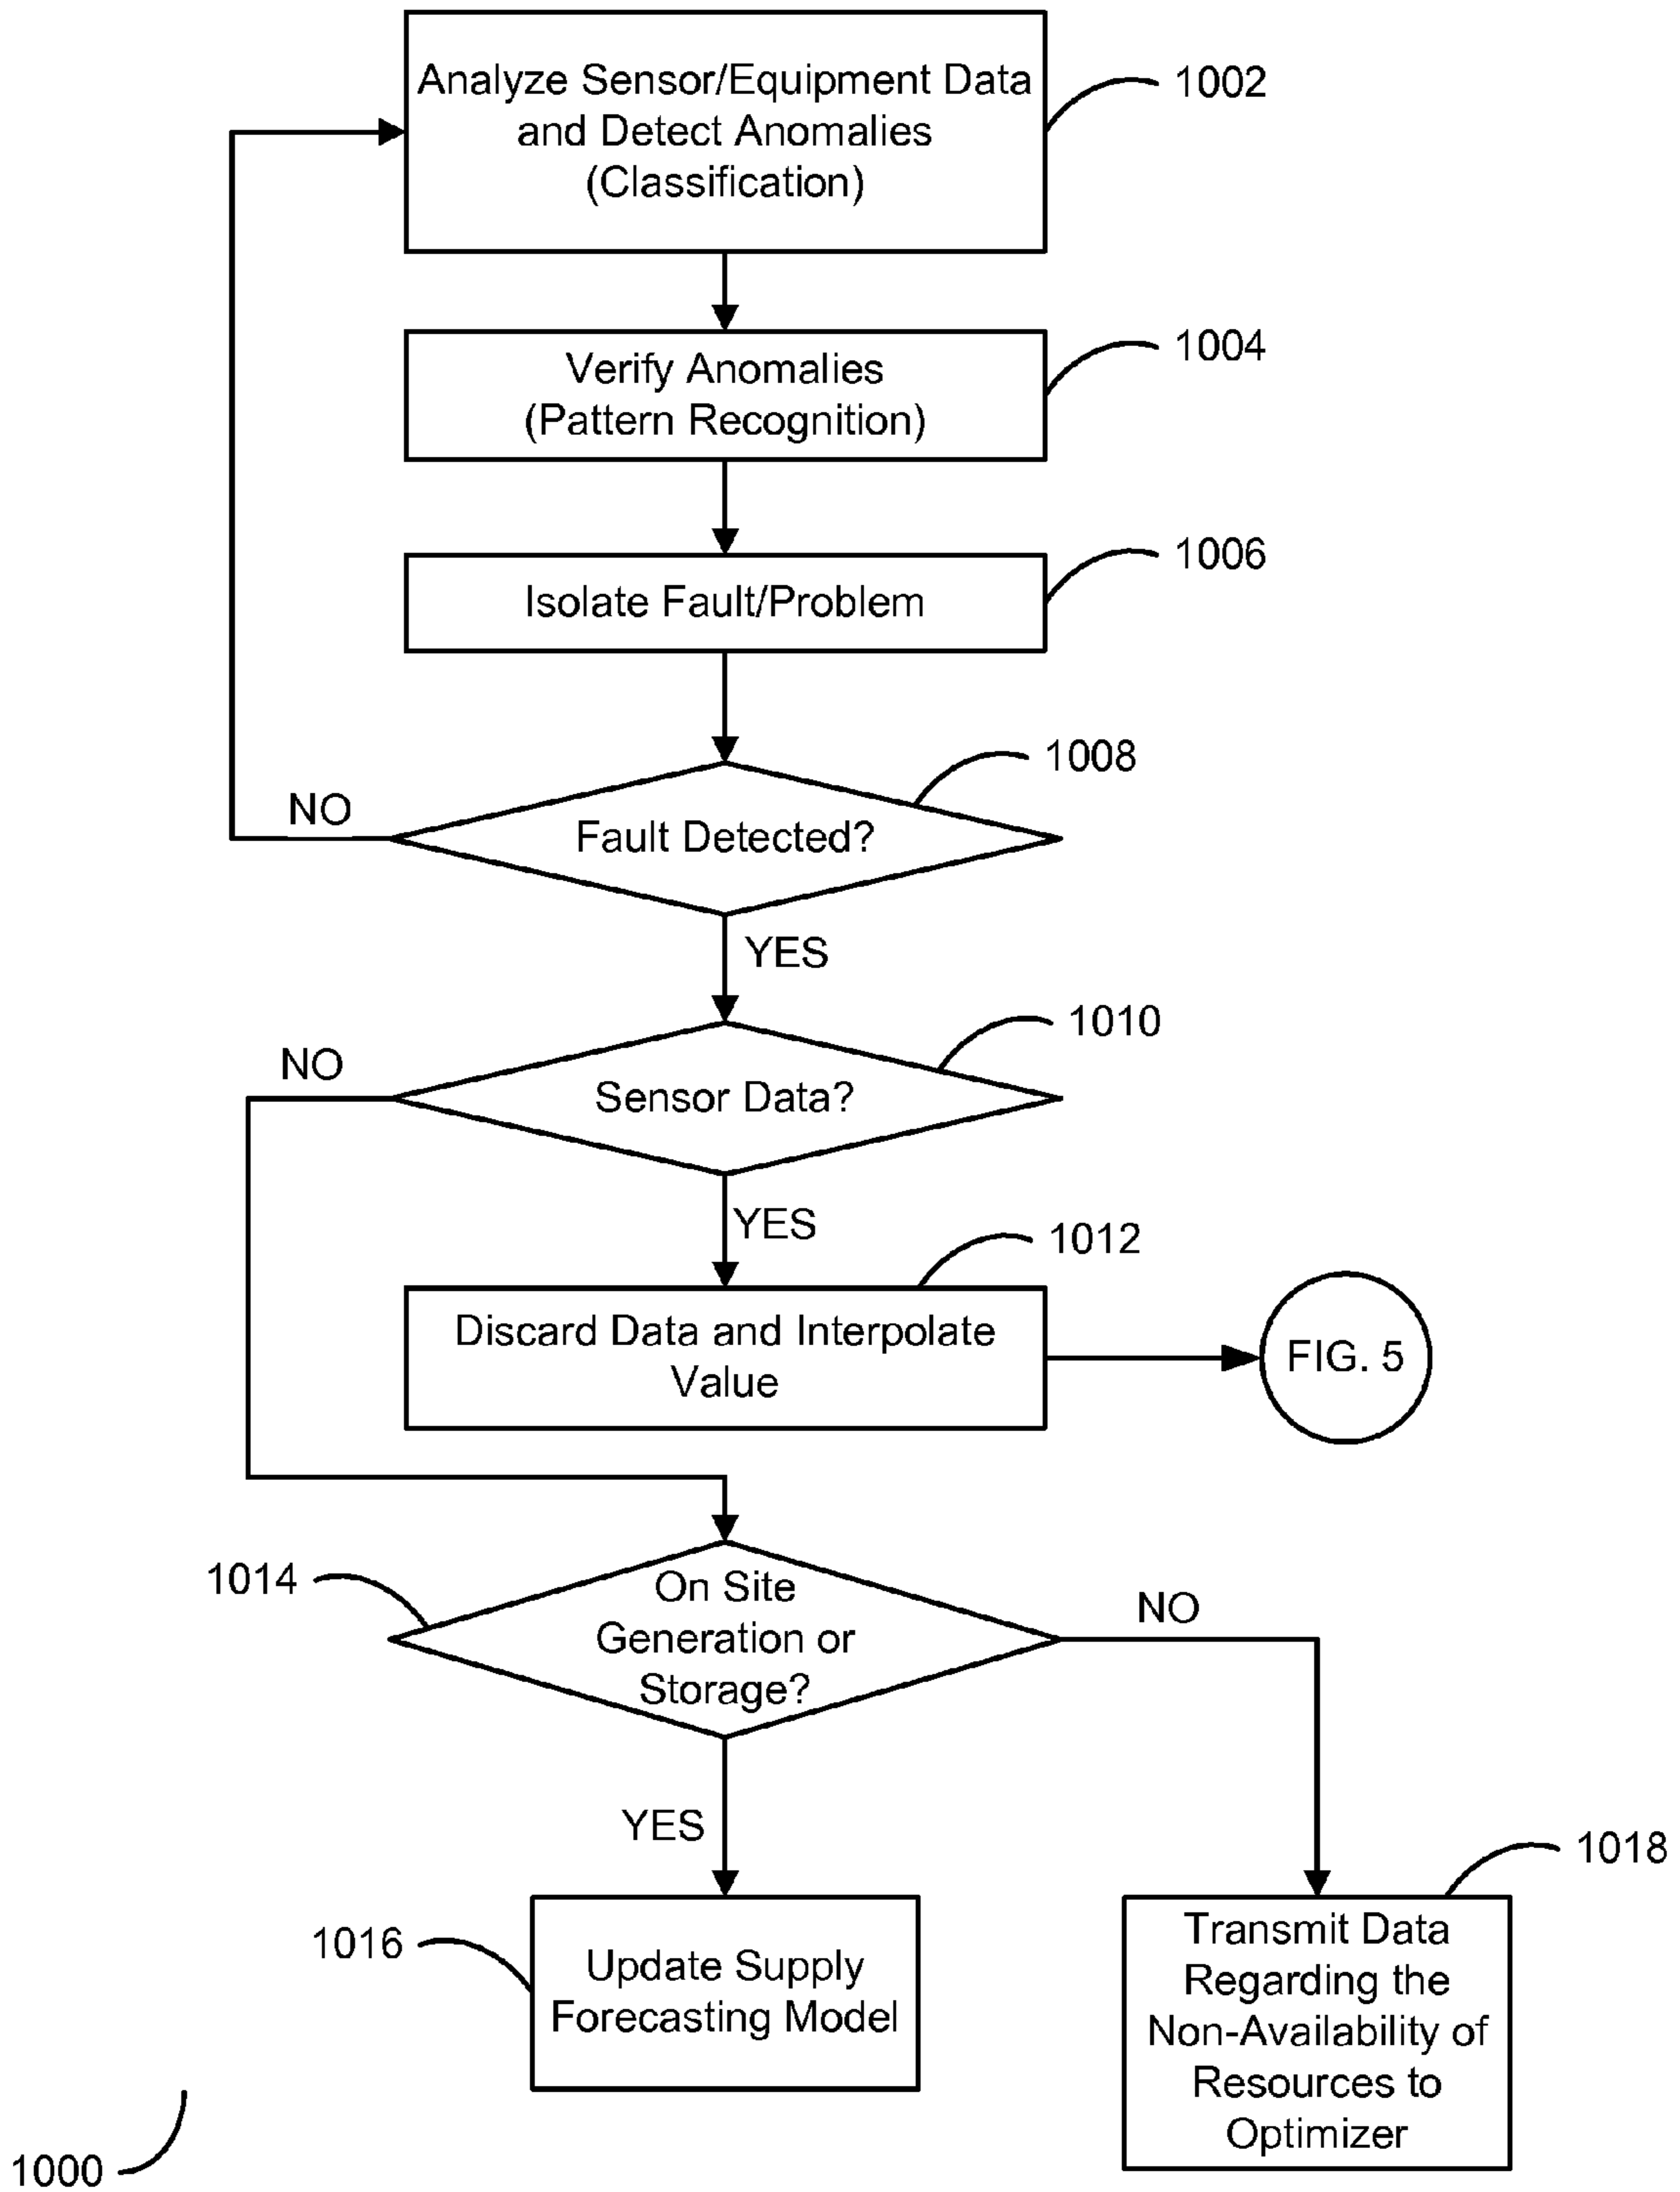 Analyze Sensor/Equipment Data
and Detect Anomalies
(Classification)
1002
Verify Anomalies
(Pattern Recognition)
1004
Isolate Fault/Problem
1006
1008
NO
Fault Detected?
YES
1010
NO
Sensor Data?
YES
1012
Discard Data and Interpolate
Value
FIG. 5
1014
On Site
Generation or
Storage?
NO
YES
1018
1016
Update Supply
Forecasting Model
Transmit Data
Regarding the
Non-Availability of
Resources to
Optimizer
1000